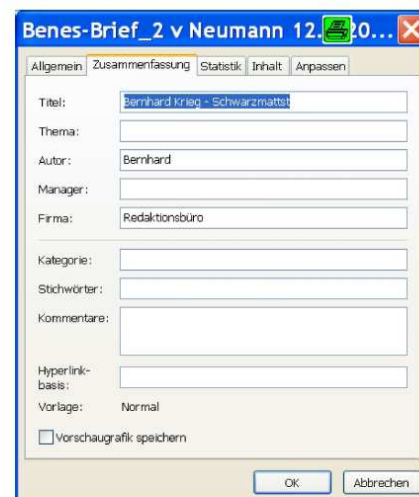 Benes-Brief_2 v Neumann 12. 20...
Allgemein Zusammenfassung Statistik Inhalt Anpassen
Titel: Bernhard Krieg - Schwarzmattst
Thema:
Autor: Bernhard
Manager:
Firma: Redaktionsbüro
Kategorie:
Stichwörter:
Kommentare:
Hyperlink-
basis:
Vorlage: Normal
Vorschaugrafik speichern
OK Abbrechen